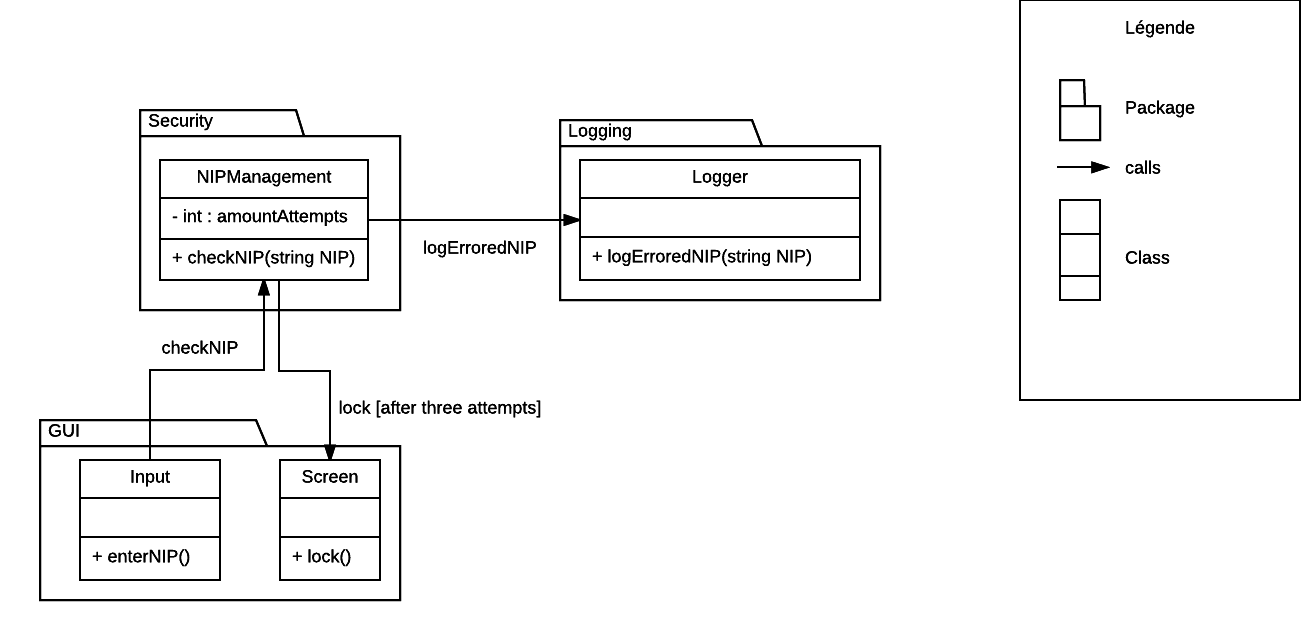 Légende
Package
calls
Class
Security
NIPManagement
- int : amountAttempts
+ checkNIP(string NIP)
logErroredNIP
Logging
Logger
+ logErroredNIP(string NIP)
checkNIP
lock [after three attempts]
GUI
Input
+ enterNIP()
Screen
+ lock()